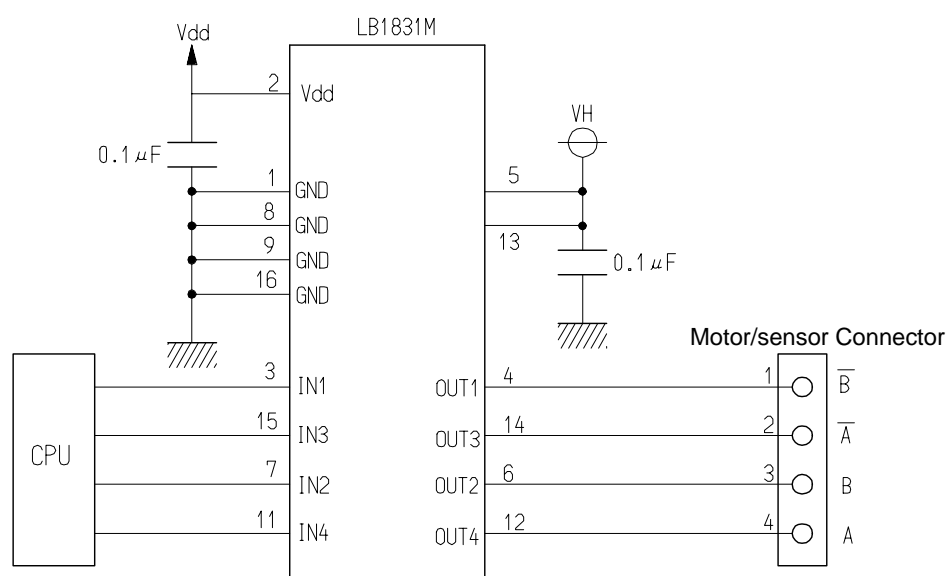 LB1831M
Vdd
2
Vdd
0.1μF
VH
1
GND
5
8
GND
13
9
GND
0.1μF
16
GND
Motor/sensor Connector
CPU
3
IN1
OUT1
4
1
B̅
15
IN3
OUT3
14
2
A̅
7
IN2
OUT2
6
3
B
11
IN4
OUT4
12
4
A